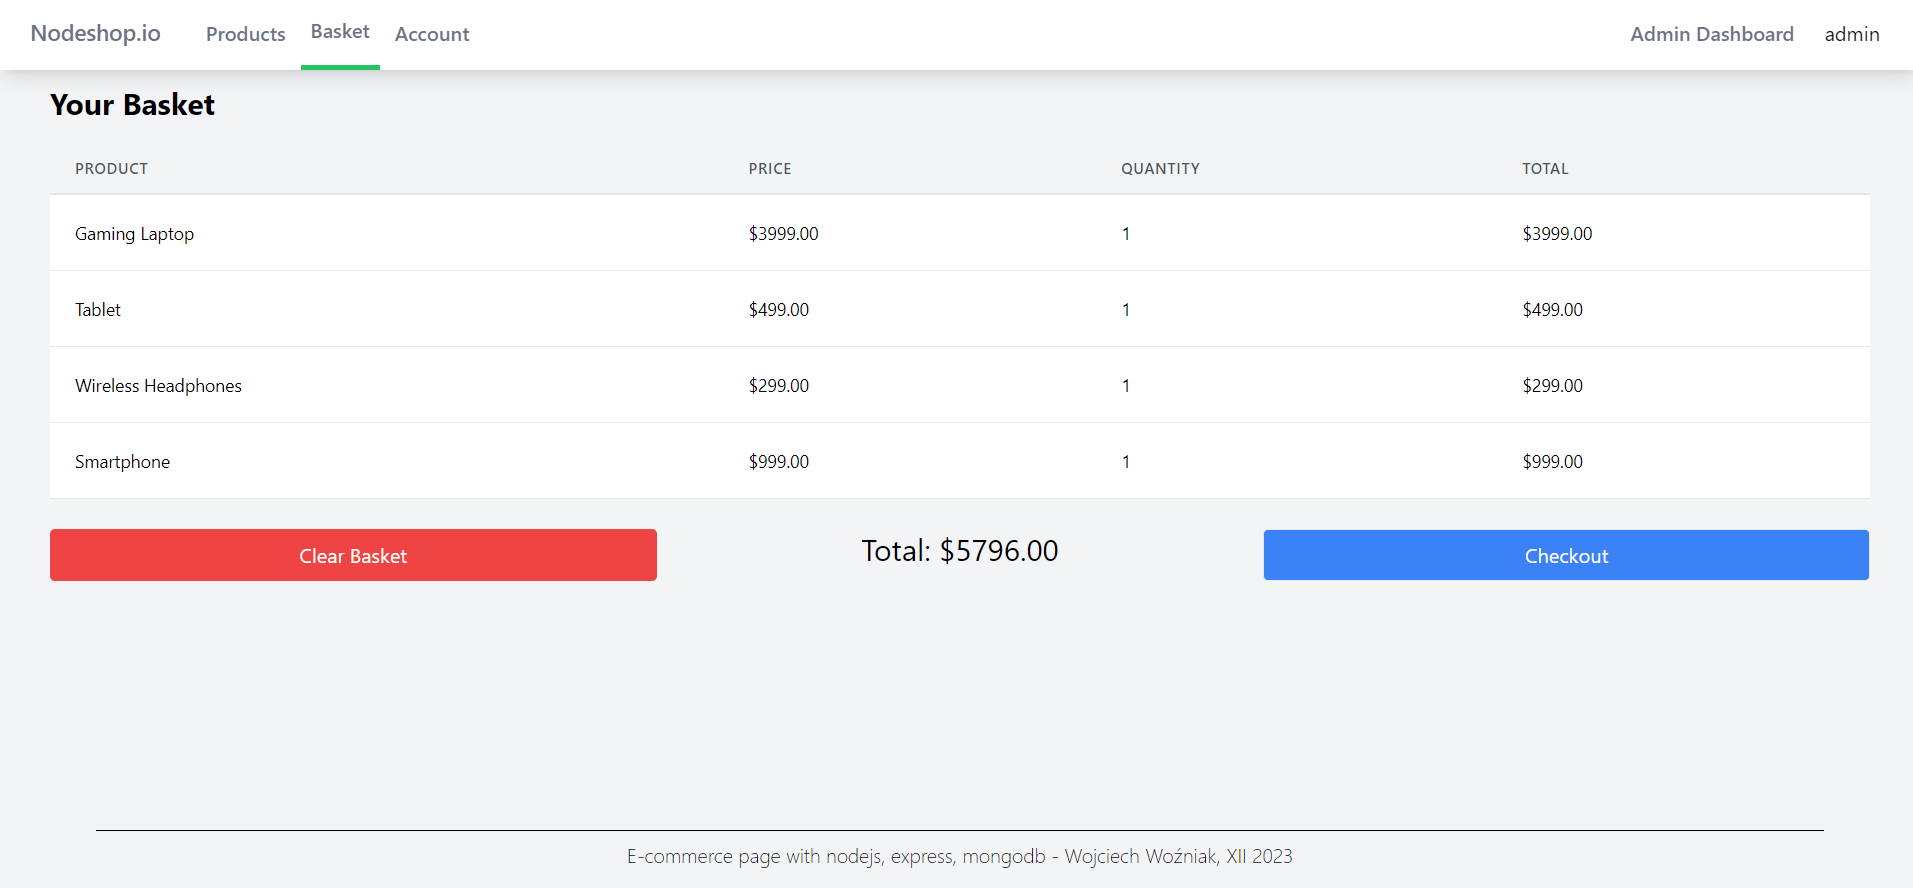 Nodeshop.io Products Basket Account Admin Dashboard admin
Your Basket
PRODUCT PRICE QUANTITY TOTAL
Gaming Laptop $3999.00 1 $3999.00
Tablet $499.00 1 $499.00
Wireless Headphones $299.00 1 $299.00
Smartphone $999.00 1 $999.00
Clear Basket Total: $5796.00 Checkout
E-commerce page with nodejs, express, mongodb - Wojciech Woźniak, XII 2023